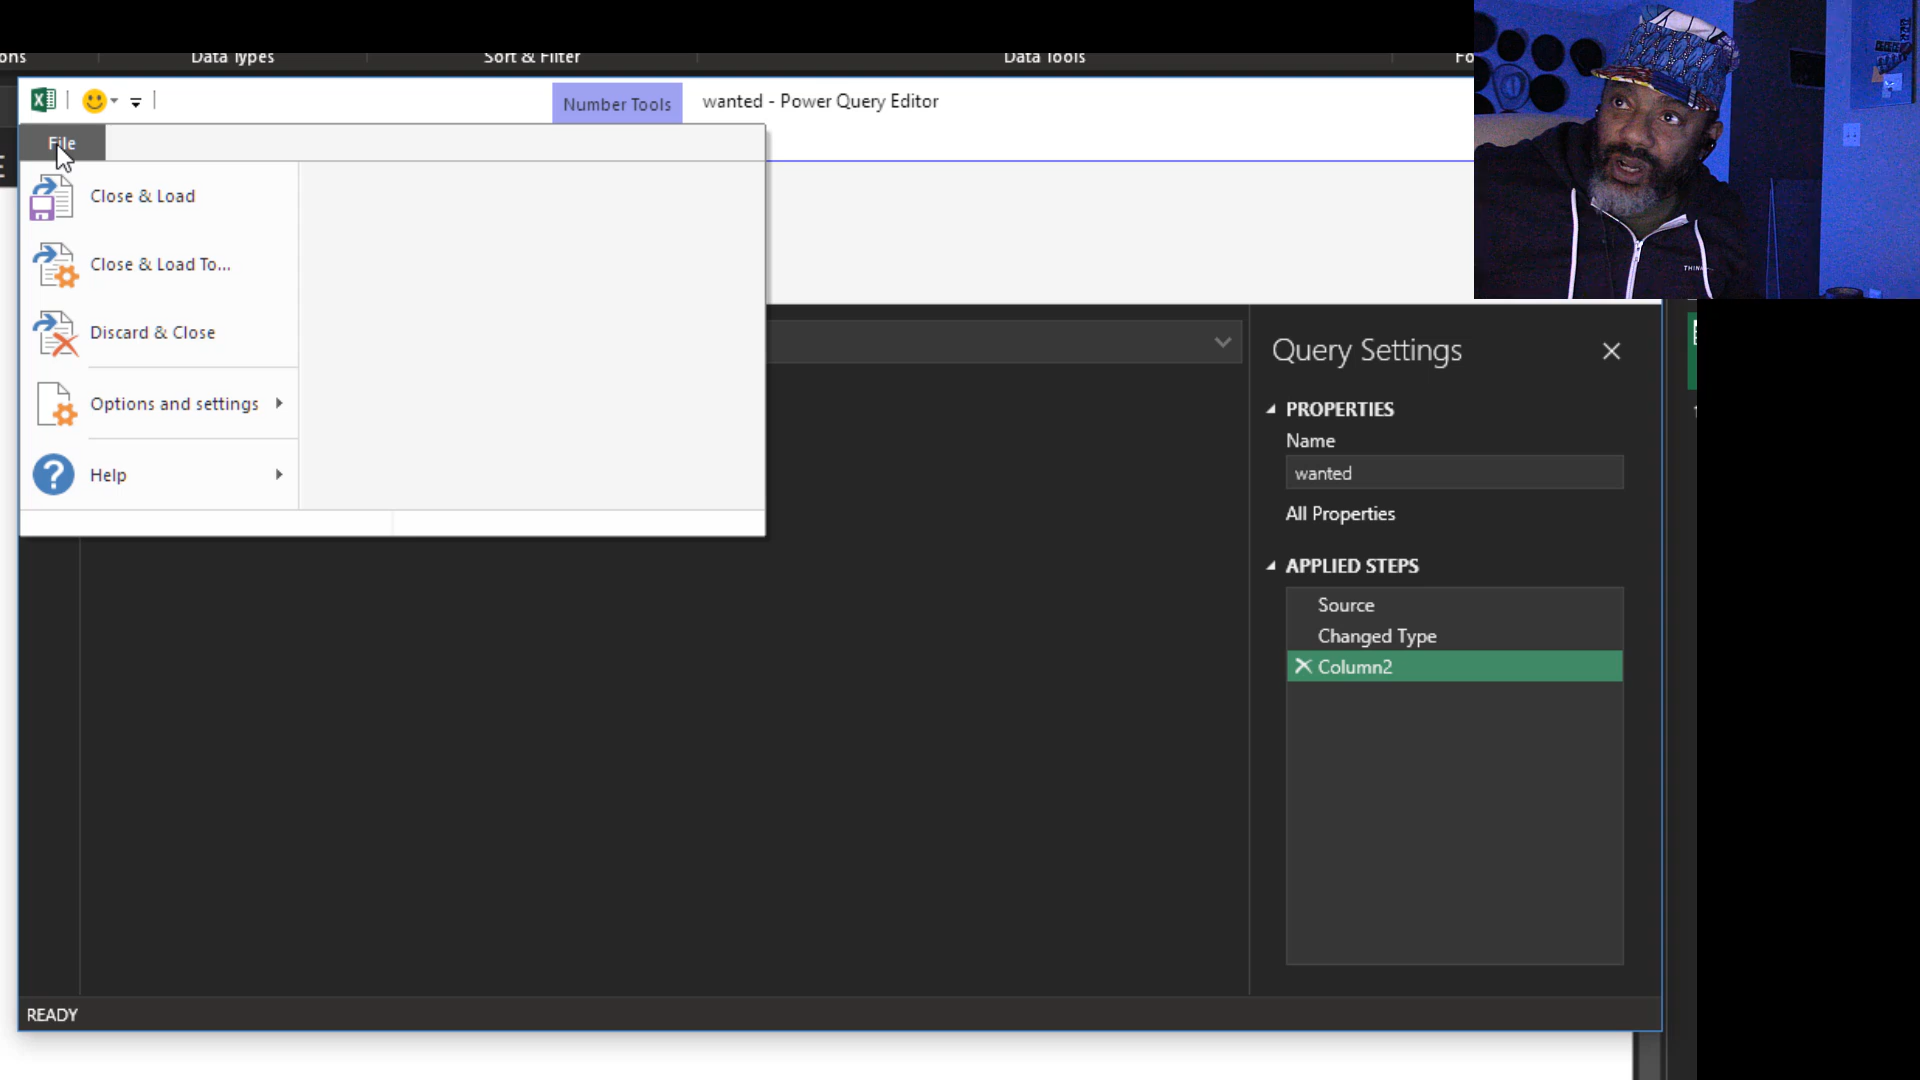 Data Types
Sort & Filter
Data Tools
Number Tools
wanted - Power Query Editor
File
Close & Load
Close & Load To...
Discard & Close
Options and settings
Help
Query Settings
PROPERTIES
Name
wanted
All Properties
APPLIED STEPS
Source
Changed Type
Column2
READY